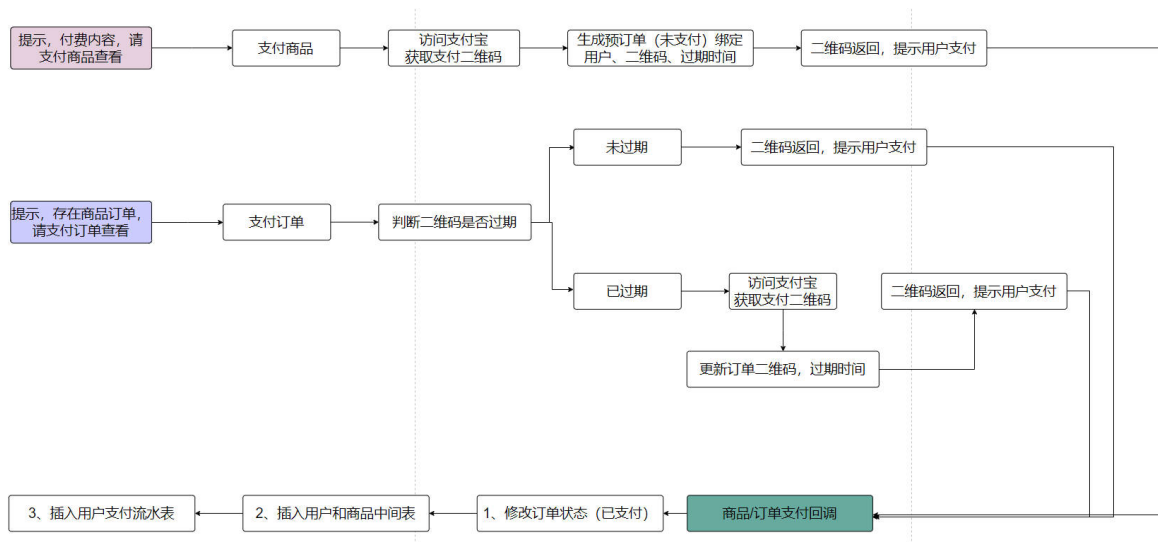 提示，付费内容，请
支付商品查看
支付商品
访问支付宝
获取支付二维码
生成预订单（未支付）绑定
用户、二维码、过期时间
二维码返回，提示用户支付
未过期
二维码返回，提示用户支付
提示，存在商品订单，
请支付订单查看
支付订单
判断二维码是否过期
已过期
访问支付宝
获取支付二维码
二维码返回，提示用户支付
更新订单二维码，过期时间
3、插入用户支付流水表
2、插入用户和商品中间表
1、修改订单状态（已支付）
商品/订单支付回调